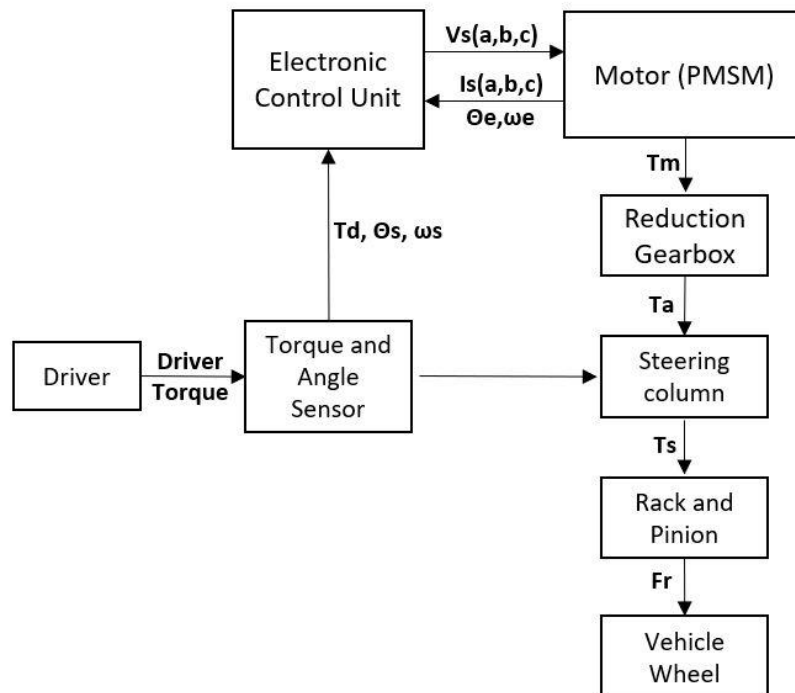 Electronic
Control Unit
Vs(a,b,c)
Is(a,b,c)
Θe,ωe
Motor (PMSM)
Tm
Reduction
Gearbox
Td, Θs, ωs
Ta
Driver
Driver
Torque
Torque and
Angle
Sensor
Steering
column
Ts
Rack and
Pinion
Fr
Vehicle
Wheel